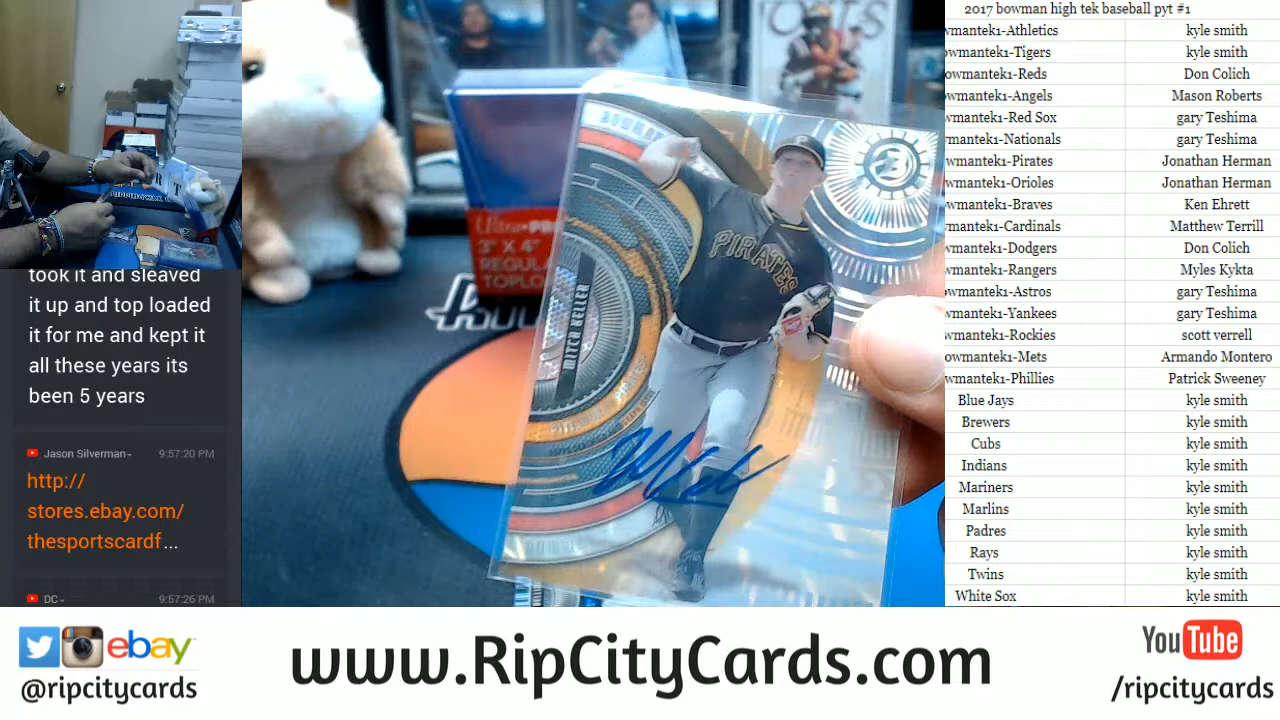 took it and sleaved
it up and top loaded
it for me and kept it
all these years its
been 5 years
Jason Silverman 9:57:20 PM
http://
stores.ebay.com/
thesportscardf...
DC 9:57:26 PM
Ultra-PRO
3" X 4"
REGULA
TOPLO
BOWMAN
MITCH KELLER
PIRATES
2017 bowman high tek baseball pyt #1
wmantek1-Athletics kyle smith
wmantek1-Tigers kyle smith
owmantek1-Reds Don Colich
wmantek1-Angels Mason Roberts
wmantek1-Red Sox gary Teshima
wmantek1-Nationals gary Teshima
owmantek1-Pirates Jonathan Herman
owmantek1-Orioles Jonathan Herman
wmantek1-Braves Ken Ehrett
wmantek1-Cardinals Matthew Terrill
wmantek1-Dodgers Don Colich
wmantek1-Rangers Myles Kykta
wmantek1-Astros gary Teshima
wmantek1-Yankees gary Teshima
wmantek1-Rockies scott verrell
owmantek1-Mets Armando Montero
wmantek1-Phillies Patrick Sweeney
Blue Jays kyle smith
Brewers kyle smith
Cubs kyle smith
Indians kyle smith
Mariners kyle smith
Marlins kyle smith
Padres kyle smith
Rays kyle smith
Twins kyle smith
White Sox kyle smith
ebay
@ripcitycards
www.RipCityCards.com
YouTube
/ripcitycards